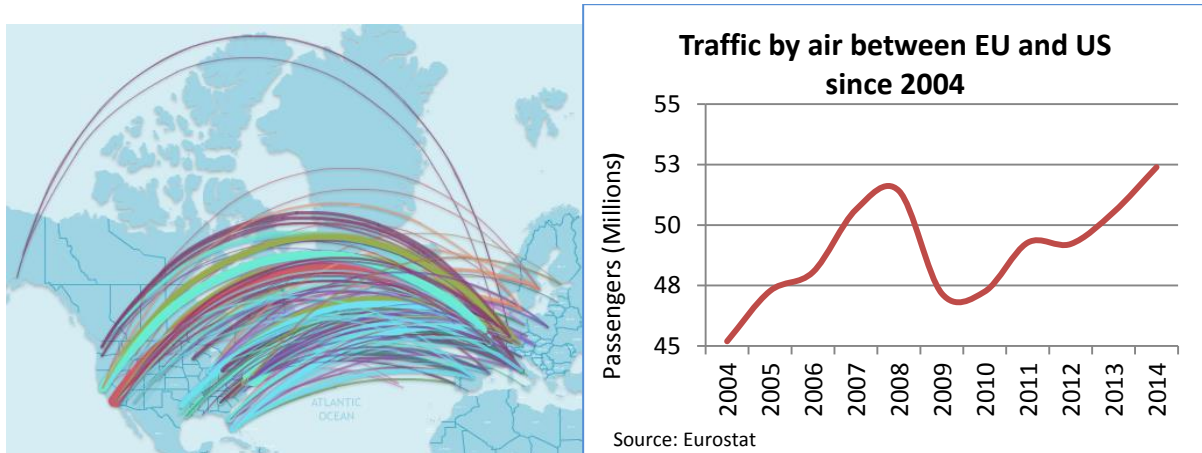 ATLANTIC
OCEAN
Traffic by air between EU and US
since 2004
Passengers (Millions)
55
53
50
48
45
2004
2005
2006
2007
2008
2009
2010
2011
2012
2013
2014
Source: Eurostat